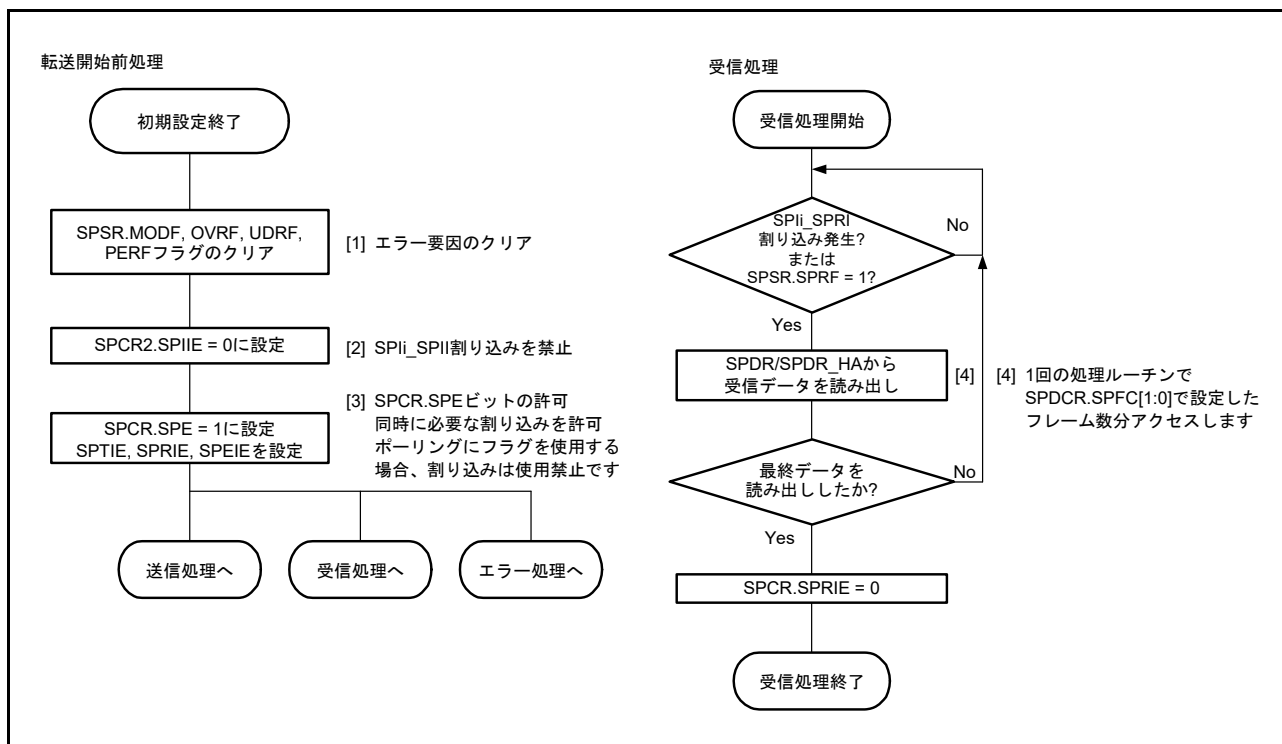 転送開始前処理
初期設定終了
SPSR.MODF, OVRF, UDRF,
PERFフラグのクリア
[1] エラー要因のクリア
SPCR2.SPIIE = 0に設定
[2] SPIi_SPII割り込みを禁止
SPCR.SPE = 1に設定
SPTIE, SPRIE, SPEIEを設定
[3] SPCR.SPEビットの許可
同時に必要な割り込みを許可
ポーリングにフラグを使用する
場合、割り込みは使用禁止です
送信処理へ
受信処理へ
エラー処理へ
受信処理
受信処理開始
SPIi_SPRI
割り込み発生?
または
SPSR.SPRF = 1?
No
Yes
SPDR/SPDR_HAから
受信データを読み出し
[4]
[4] 1回の処理ルーチンで
SPDCR.SPFC[1:0]で設定した
フレーム数分アクセスします
最終データを
読み出ししたか?
No
Yes
SPCR.SPRIE = 0
受信処理終了